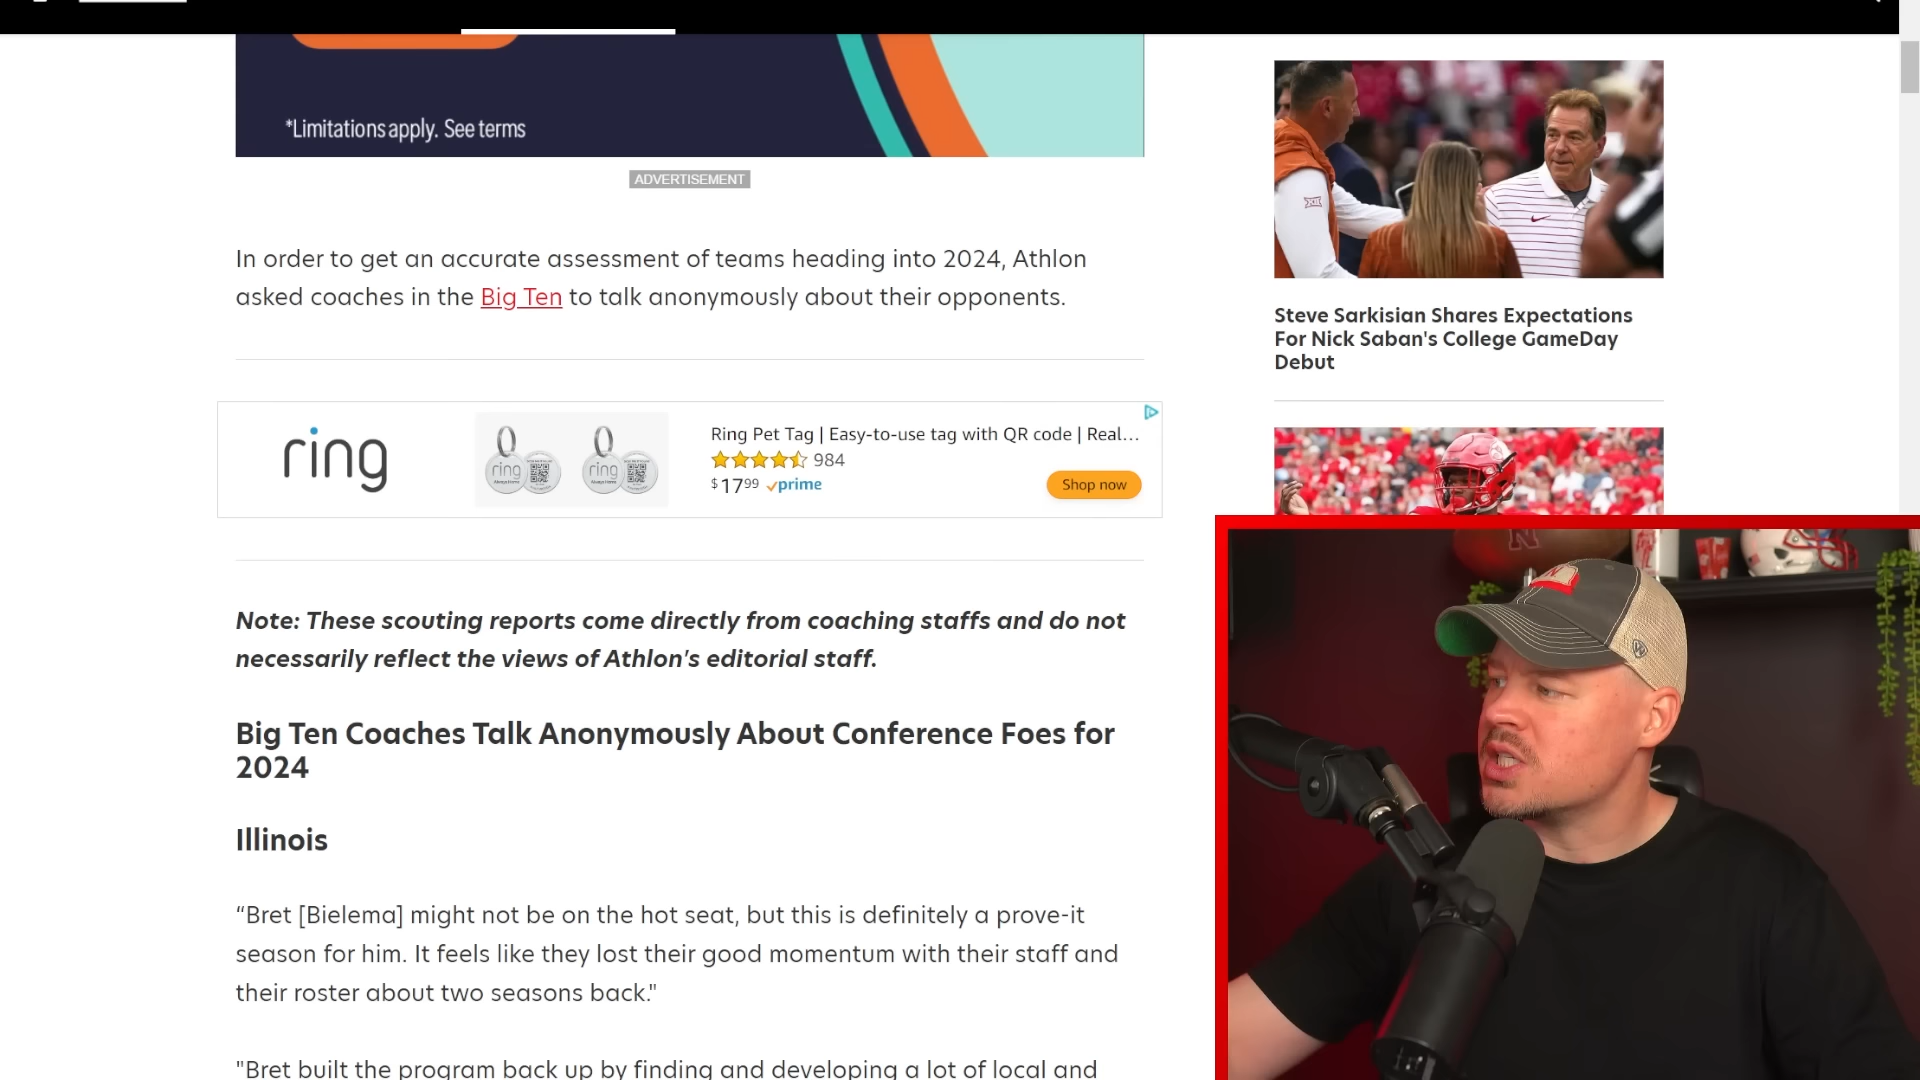 *Limitations apply. See terms
ADVERTISEMENT
In order to get an accurate assessment of teams heading into 2024, Athlon
asked coaches in the Big Ten to talk anonymously about their opponents.
ring
ring
ring
Ring Pet Tag | Easy-to-use tag with QR code | Real...
984
$1799 prime
Shop now
Note: These scouting reports come directly from coaching staffs and do not
necessarily reflect the views of Athlon's editorial staff.
Big Ten Coaches Talk Anonymously About Conference Foes for
2024
Illinois
“Bret [Bielema] might not be on the hot seat, but this is definitely a prove-it
season for him. It feels like they lost their good momentum with their staff and
their roster about two seasons back."
"Bret built the program back up by finding and developing a lot of local and
XII
Steve Sarkisian Shares Expectations
For Nick Saban's College GameDay
Debut
N